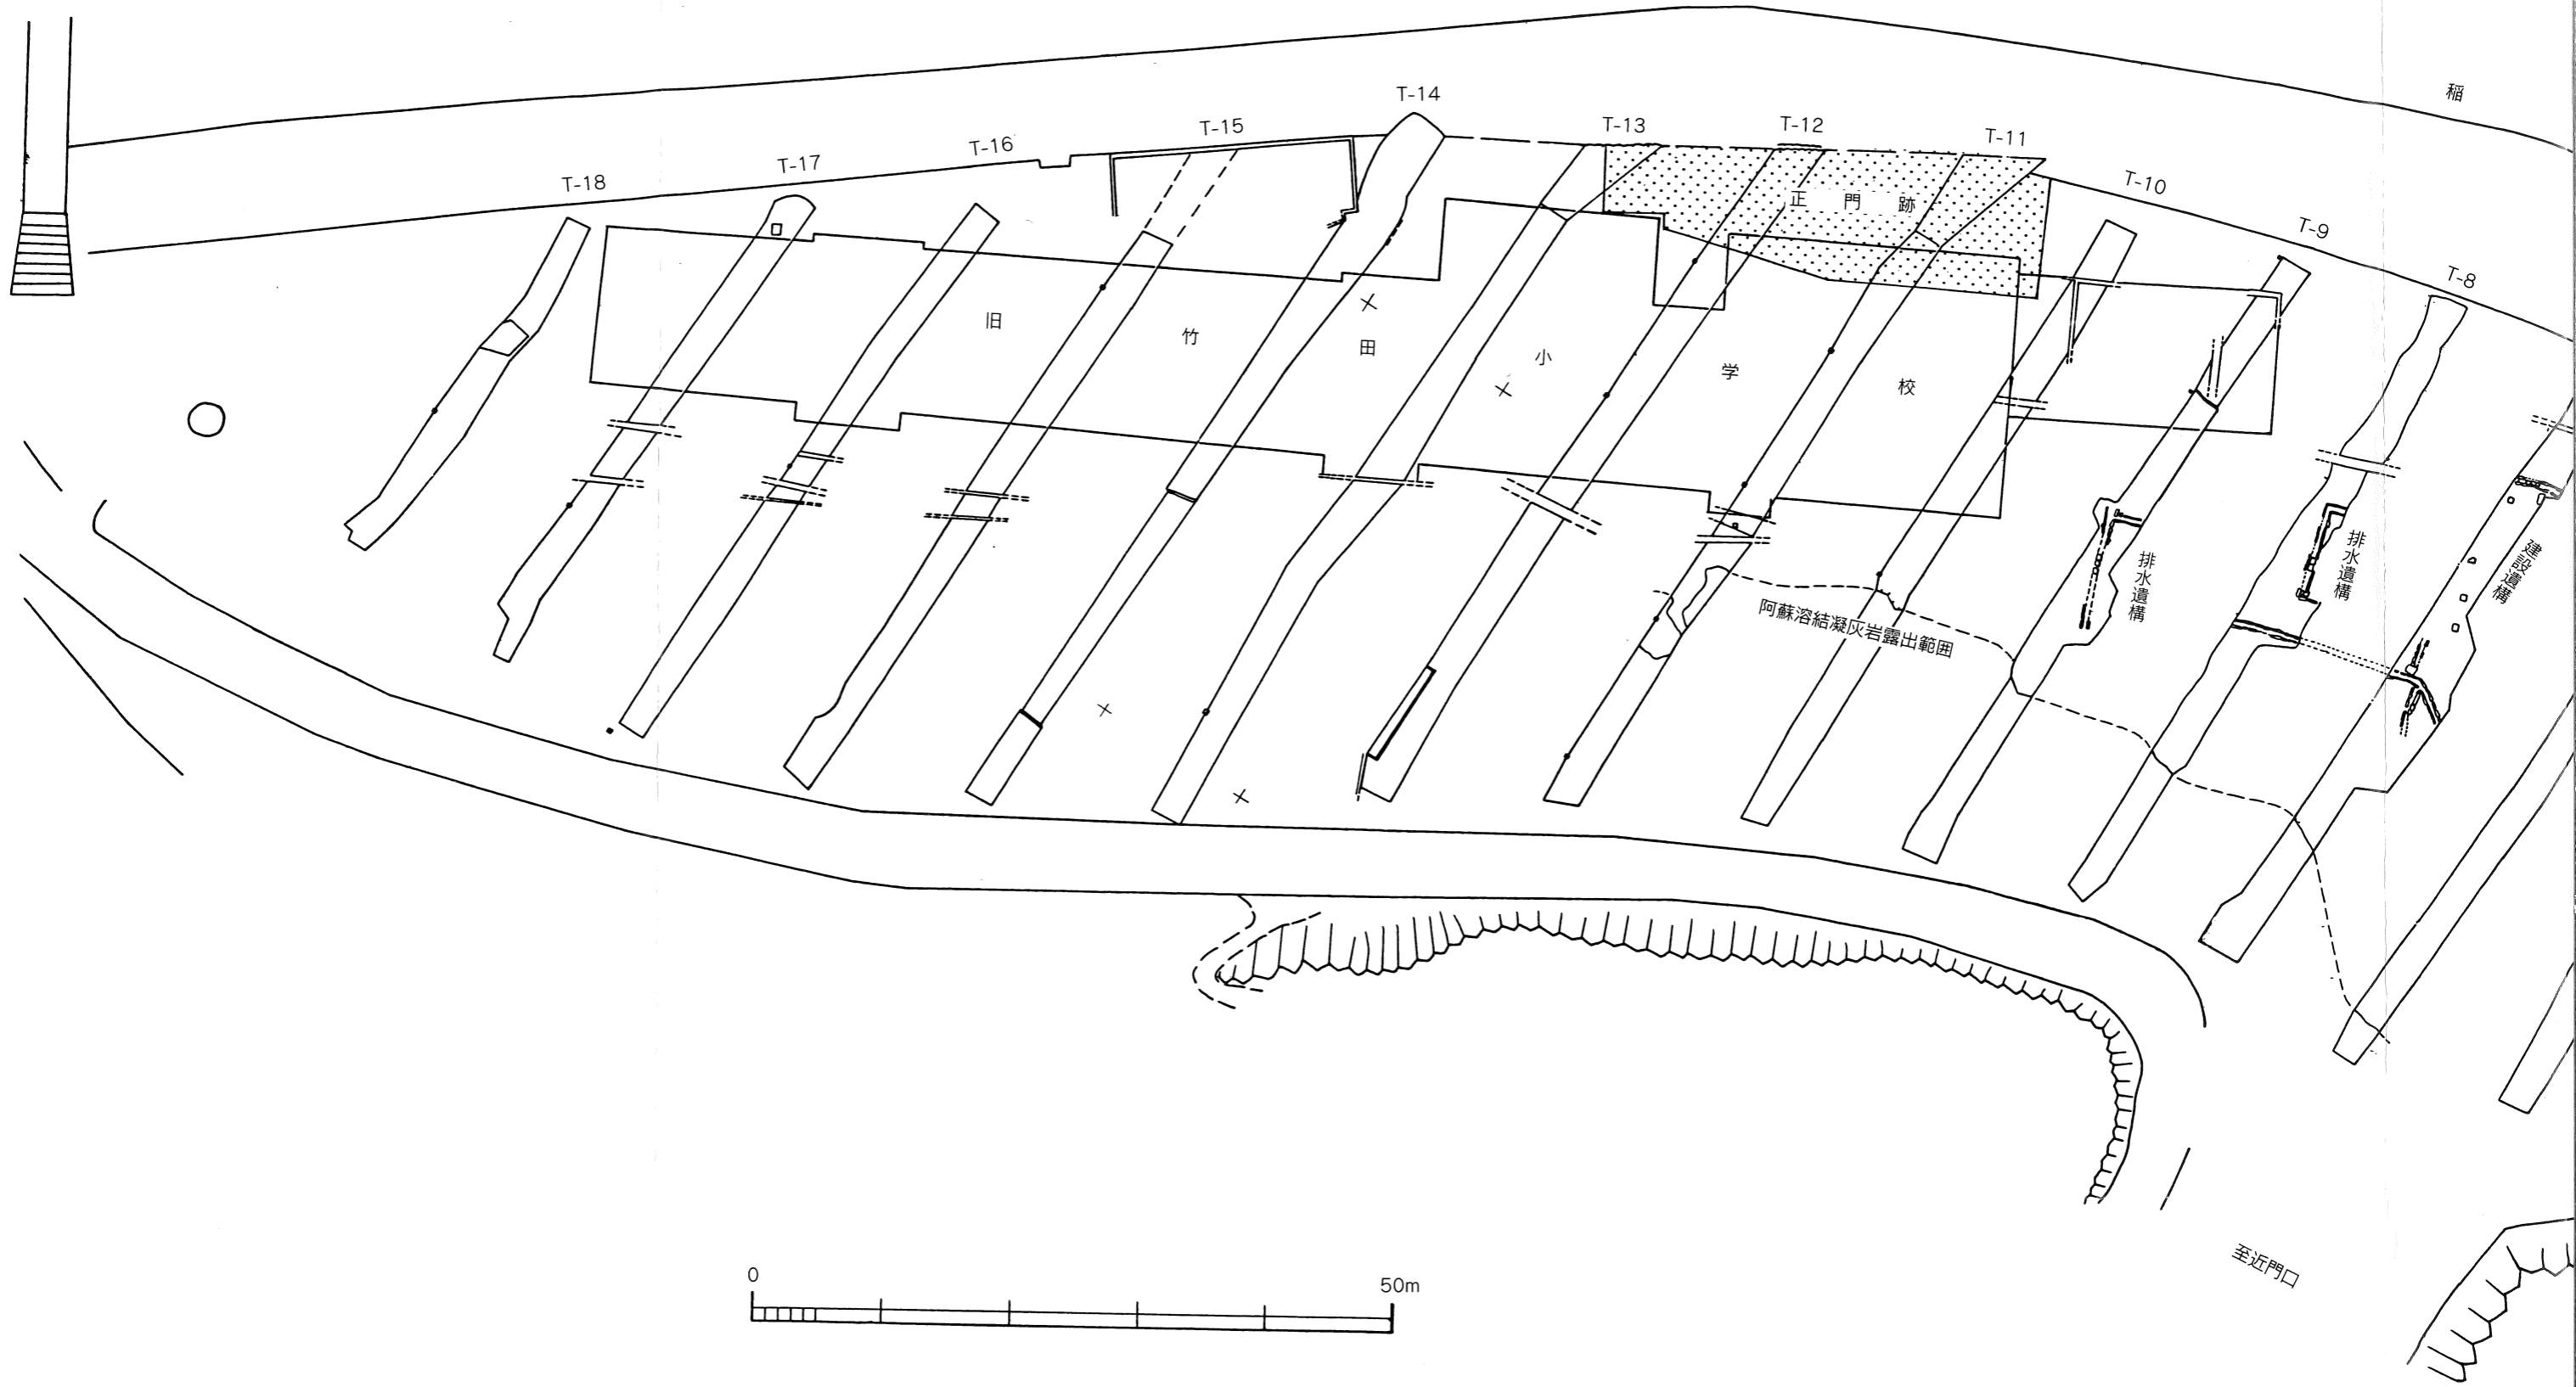 稲
T-14
T-15
T-16
T-17
T-18
T-13
T-12
T-11
T-10
T-9
T-8
正門跡
旧竹田小学校
排水遺構
排水遺構
建設遺構
阿蘇溶結凝灰岩露出範囲
至近門口
0
50m